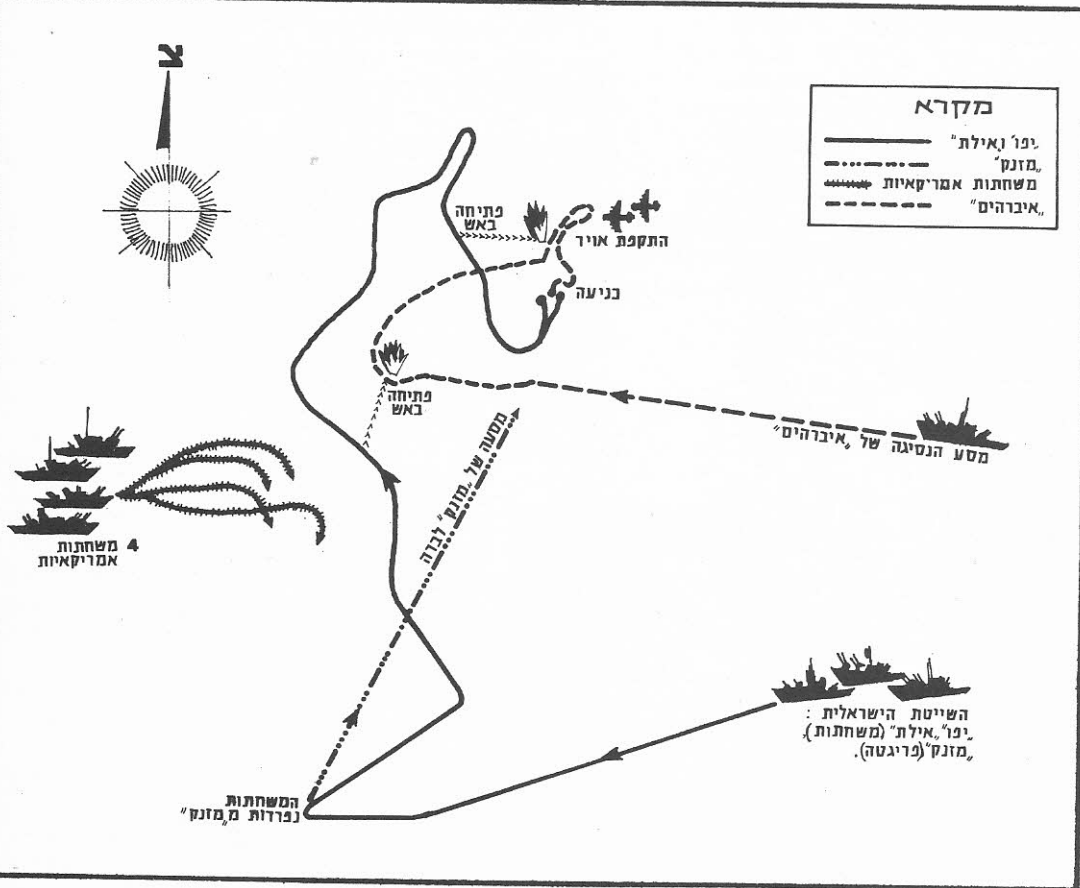 צ
מקרא
„יפו" ו„אילת"
„מזנק"
משחתות אמריקאיות
„איברהים"
פתיחה
באש
התקפת אויר
כניעה
פתיחה
באש
מסע הנסיגה של „איברהים"
מסעה של „מזנק" לברה
4 משחתות
אמריקאיות
השייטת הישראלית :
„יפו" „אילת" (משחתות),
„מזנק" (פריגטה).
המשחתות
נפרדות מ„מזנק"